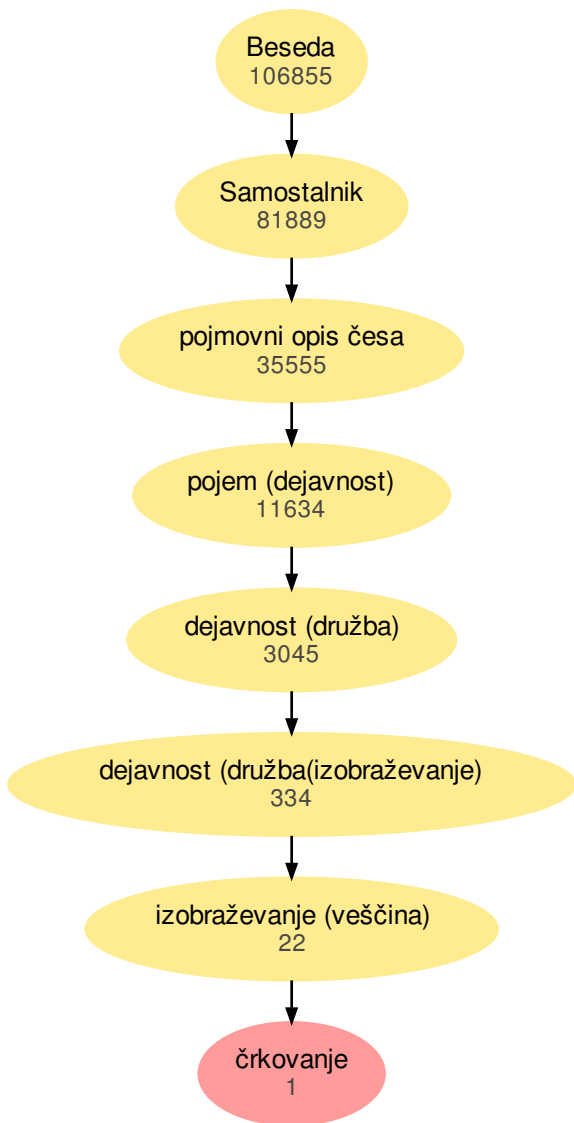 Beseda
106855
Samostalnik
81889
pojmovni opis česa
35555
pojem (dejavnost)
11634
dejavnost (družba)
3045
dejavnost (družba(izobraževanje)
334
izobraževanje (veščina)
22
črkovanje
1